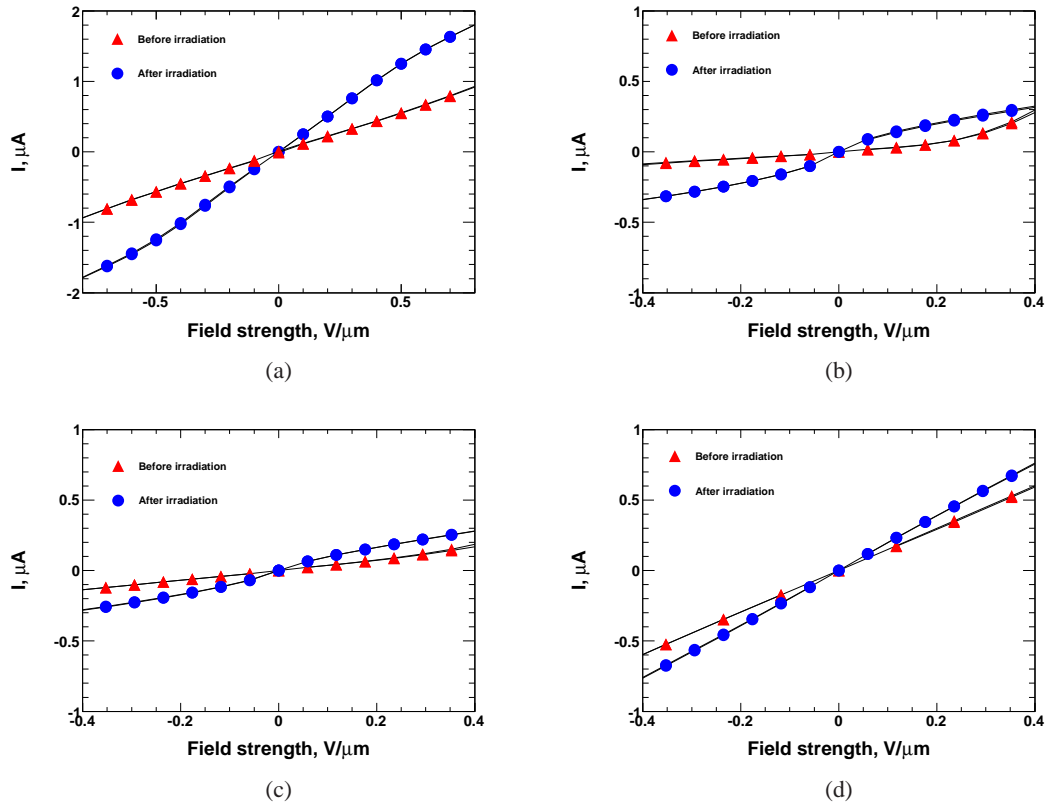 2
1
0
-1
-2
Before irradiation
After irradiation
I, μA
-0.5 0 0.5
Field strength, V/μm
(a)
1
0.5
0
-0.5
-1
Before irradiation
After irradiation
I, μA
-0.4 -0.2 0 0.2 0.4
Field strength, V/μm
(b)
1
0.5
0
-0.5
-1
Before irradiation
After irradiation
I, μA
-0.4 -0.2 0 0.2 0.4
Field strength, V/μm
(c)
1
0.5
0
-0.5
-1
Before irradiation
After irradiation
I, μA
-0.4 -0.2 0 0.2 0.4
Field strength, V/μm
(d)